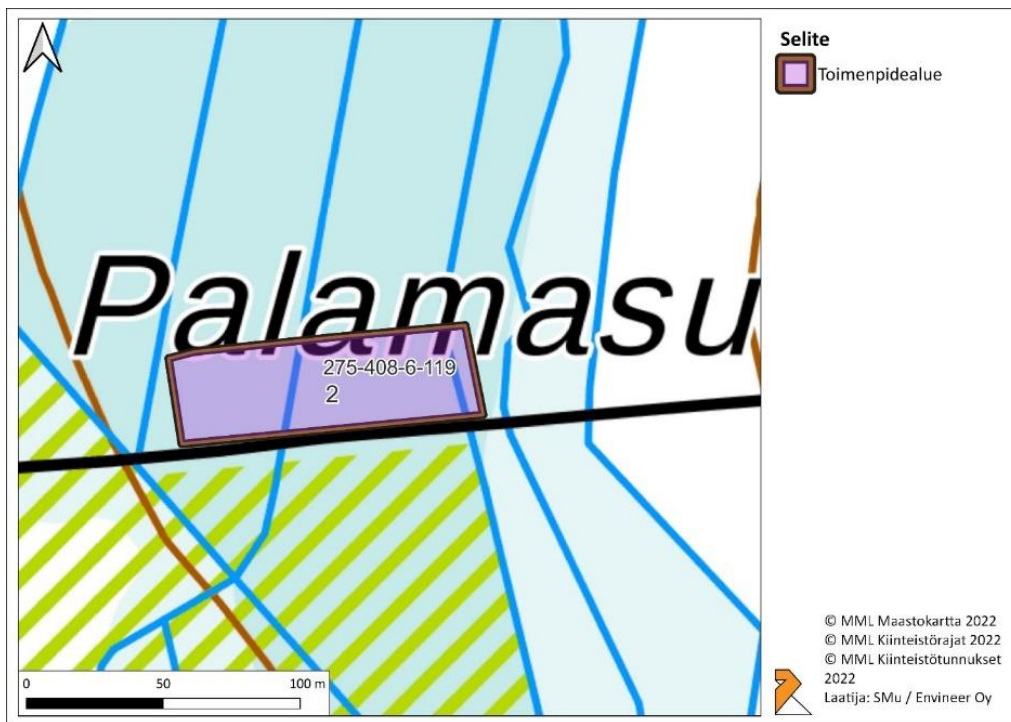 Selite
Toimenpidealue
Palamasu
275-408-6-119
2
0 50 100 m
© MML Maastokartta 2022
© MML Kiinteistörajat 2022
© MML Kiinteistötunnukset
2022
Laatija: SMu / Envineer Oy